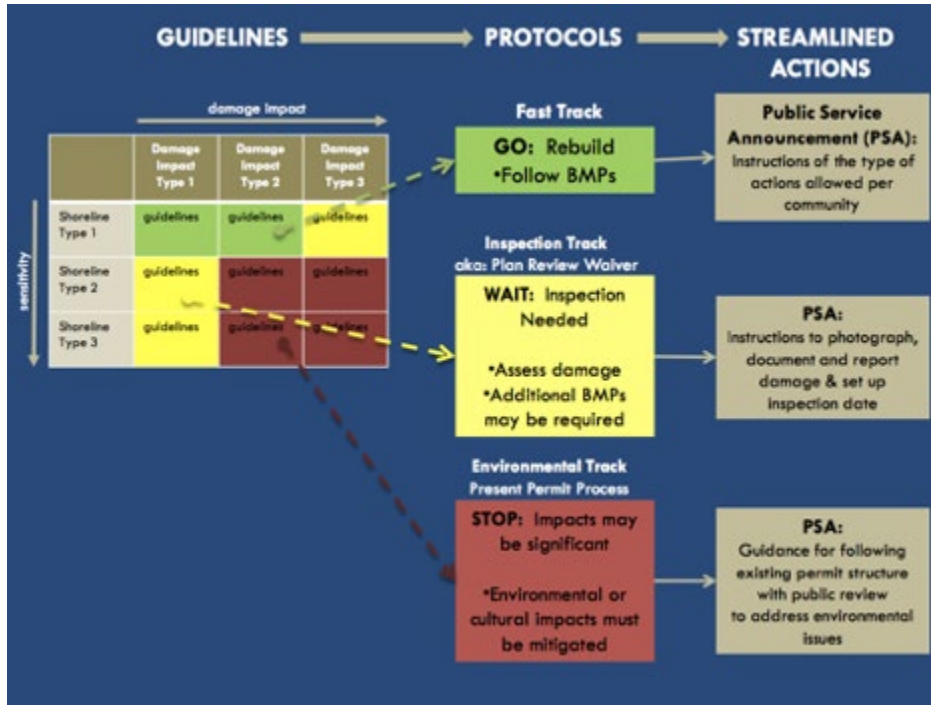 GUIDELINES
PROTOCOLS
STREAMLINED
ACTIONS
damage impact
sensitivity
Damage
Impact
Type 1
Damage
Impact
Type 2
Damage
Impact
Type 3
Shoreline
Type 1
guidelines
guidelines
guidelines
Shoreline
Type 2
guidelines
guidelines
guidelines
Shoreline
Type 3
guidelines
guidelines
guidelines
Fast Track
GO: Rebuild
•Follow BMPs
Public Service
Announcement (PSA):
Instructions of the type of
actions allowed per
community
Inspection Track
aka: Plan Review Waiver
WAIT: Inspection
Needed
•Assess damage
•Additional BMPs
may be required
PSA:
Instructions to photograph,
document and report
damage & set up
inspection date
Environmental Track
Present Permit Process
STOP: Impacts may
be significant
•Environmental or
cultural impacts must
be mitigated
PSA:
Guidance for following
existing permit structure
with public review
to address environmental
issues